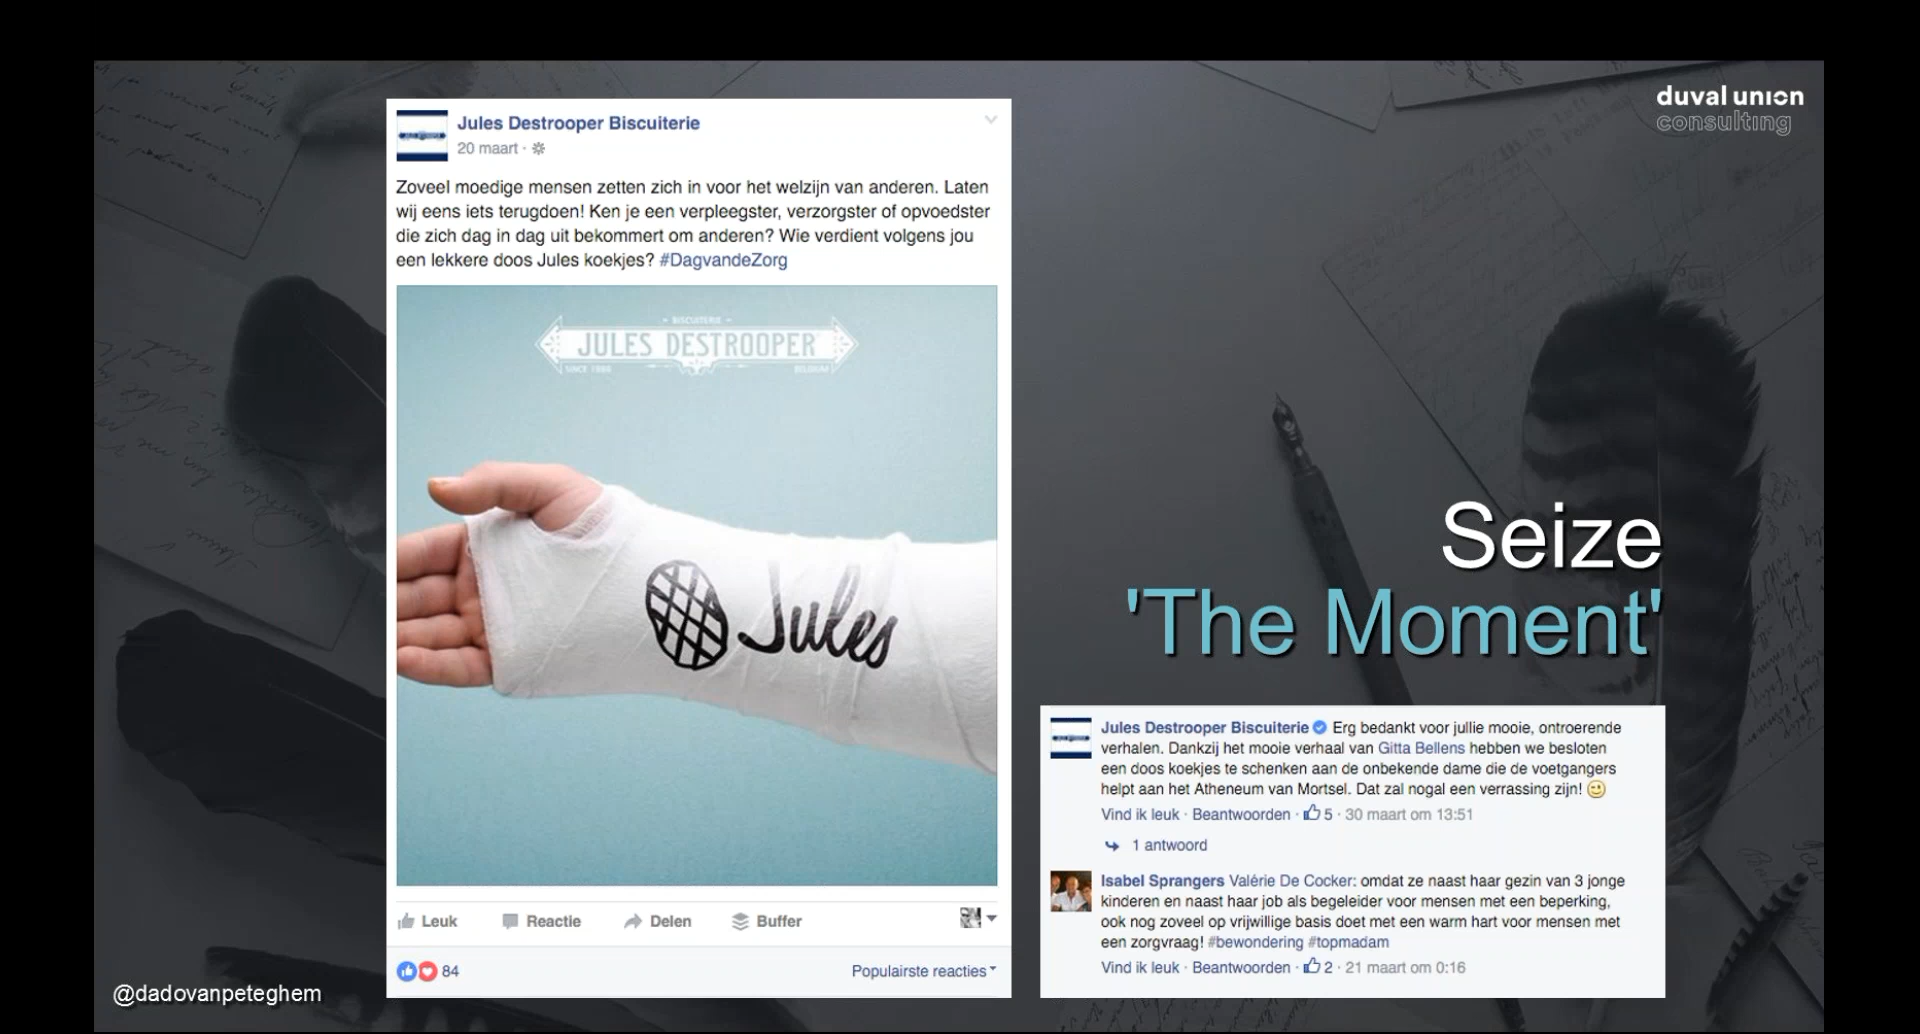 duval union
consulting
Jules Destrooper Biscuiterie
20 maart ·
Zoveel moedige mensen zetten zich in voor het welzijn van anderen. Laten
wij eens iets terugdoen! Ken je een verpleegster, verzorgster of opvoedster
die zich dag in dag uit bekommert om anderen? Wie verdient volgens jou
een lekkere doos Jules koekjes? #DagvandeZorg
- BISCUITERIE -
JULES DESTROOPER
SINCE 1886 BELGIUM
Jules
Leuk Reactie Delen Buffer
84 Populairste reacties
Seize
'The Moment'
Jules Destrooper Biscuiterie Erg bedankt voor jullie mooie, ontroerende
verhalen. Dankzij het mooie verhaal van Gitta Bellens hebben we besloten
een doos koekjes te schenken aan de onbekende dame die de voetgangers
helpt aan het Atheneum van Mortsel. Dat zal nogal een verrassing zijn!
Vind ik leuk · Beantwoorden · 5 · 30 maart om 13:51
1 antwoord
Isabel Sprangers Valérie De Cocker: omdat ze naast haar gezin van 3 jonge
kinderen en naast haar job als begeleider voor mensen met een beperking,
ook nog zoveel op vrijwillige basis doet met een warm hart voor mensen met
een zorgvraag! #bewondering #topmadam
Vind ik leuk · Beantwoorden · 2 · 21 maart om 0:16
@dadovanpeteghem